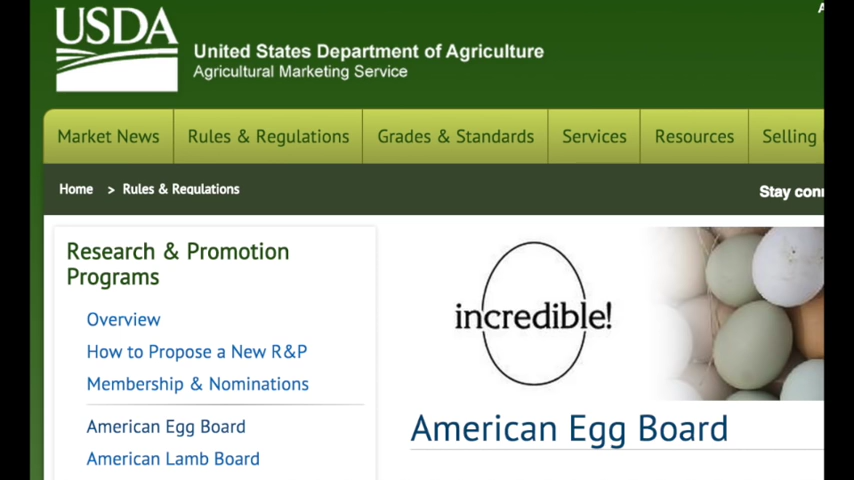 USDA
United States Department of Agriculture
Agricultural Marketing Service
Market News
Rules & Regulations
Grades & Standards
Services
Resources
Selling
Home > Rules & Regulations
Stay
Research & Promotion
Programs
Overview
How to Propose a New R&P
Membership & Nominations
American Egg Board
American Lamb Board
incredible!
American Egg Board